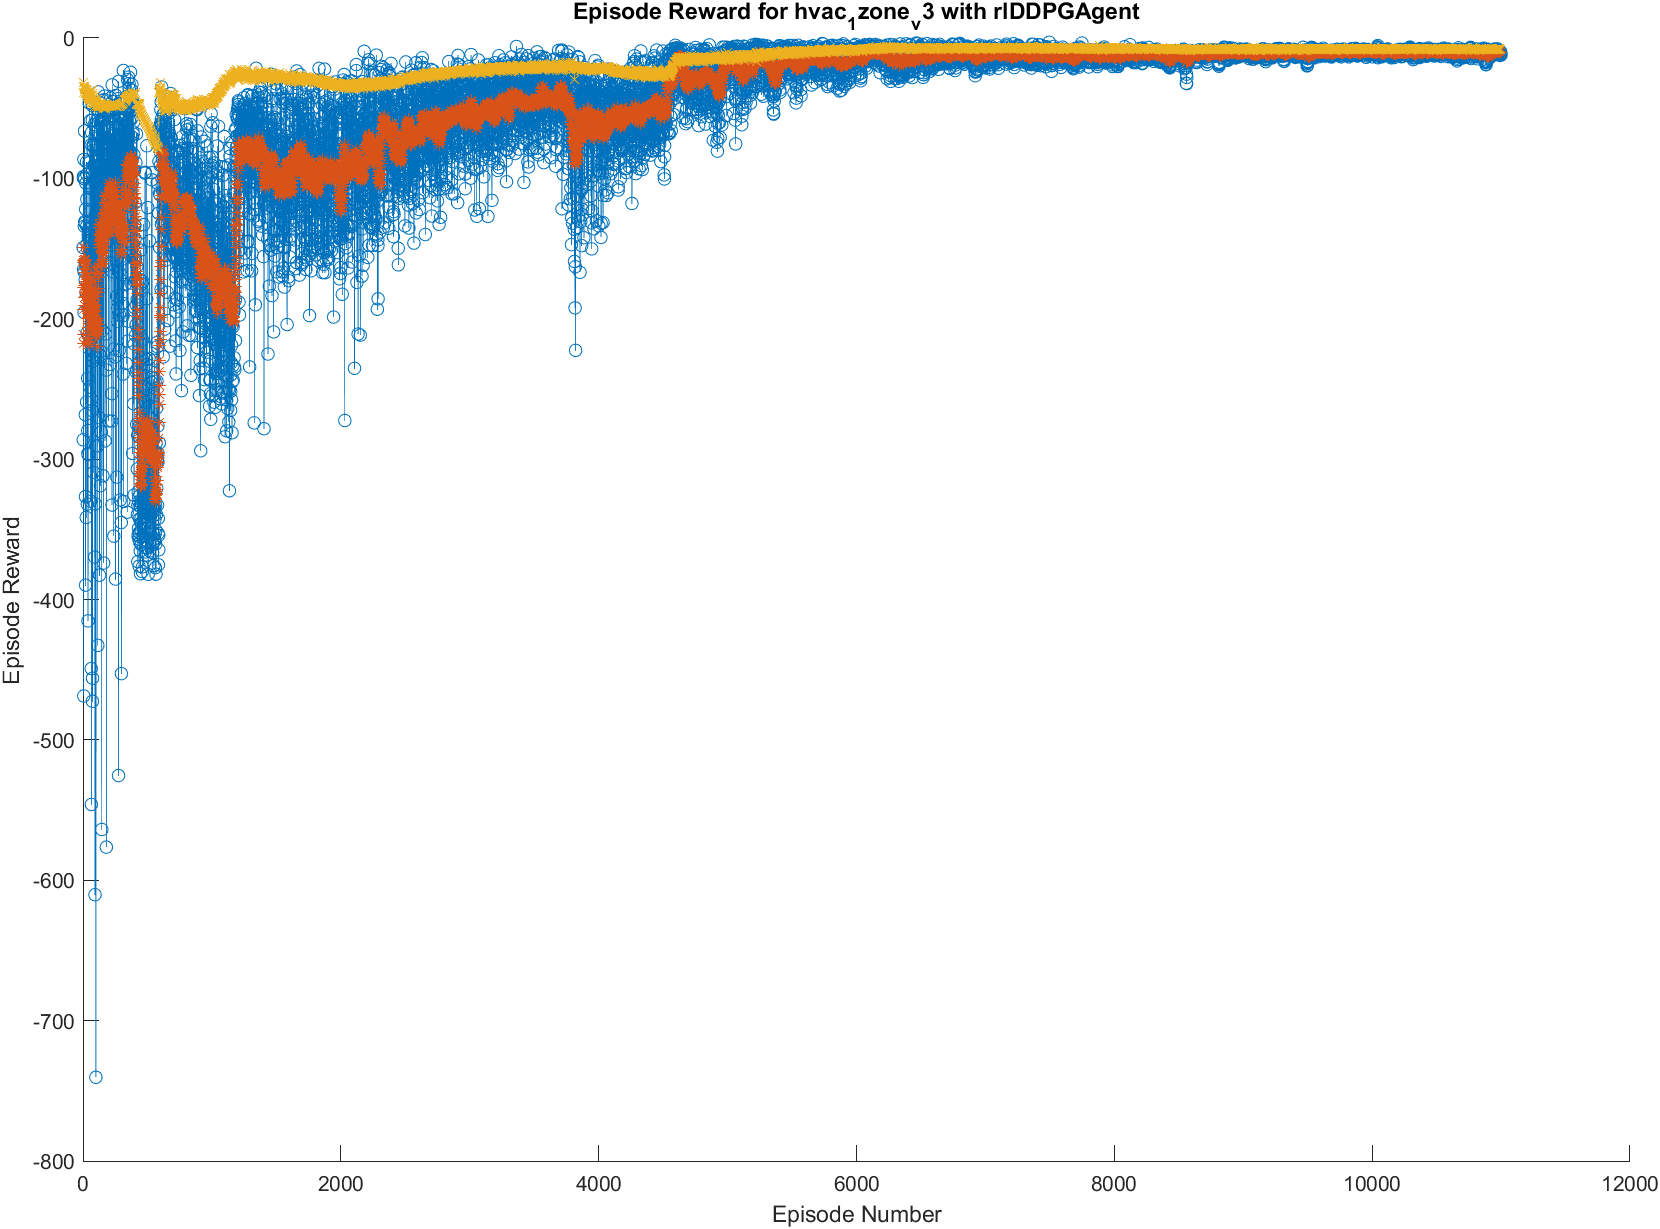 Episode Reward for hvac₁zoneᵥ3 with rlDDPGAgent
0
-100
-200
-300
-400
-500
-600
-700
-800
Episode Reward
0 2000 4000 6000 8000 10000 12000
Episode Number